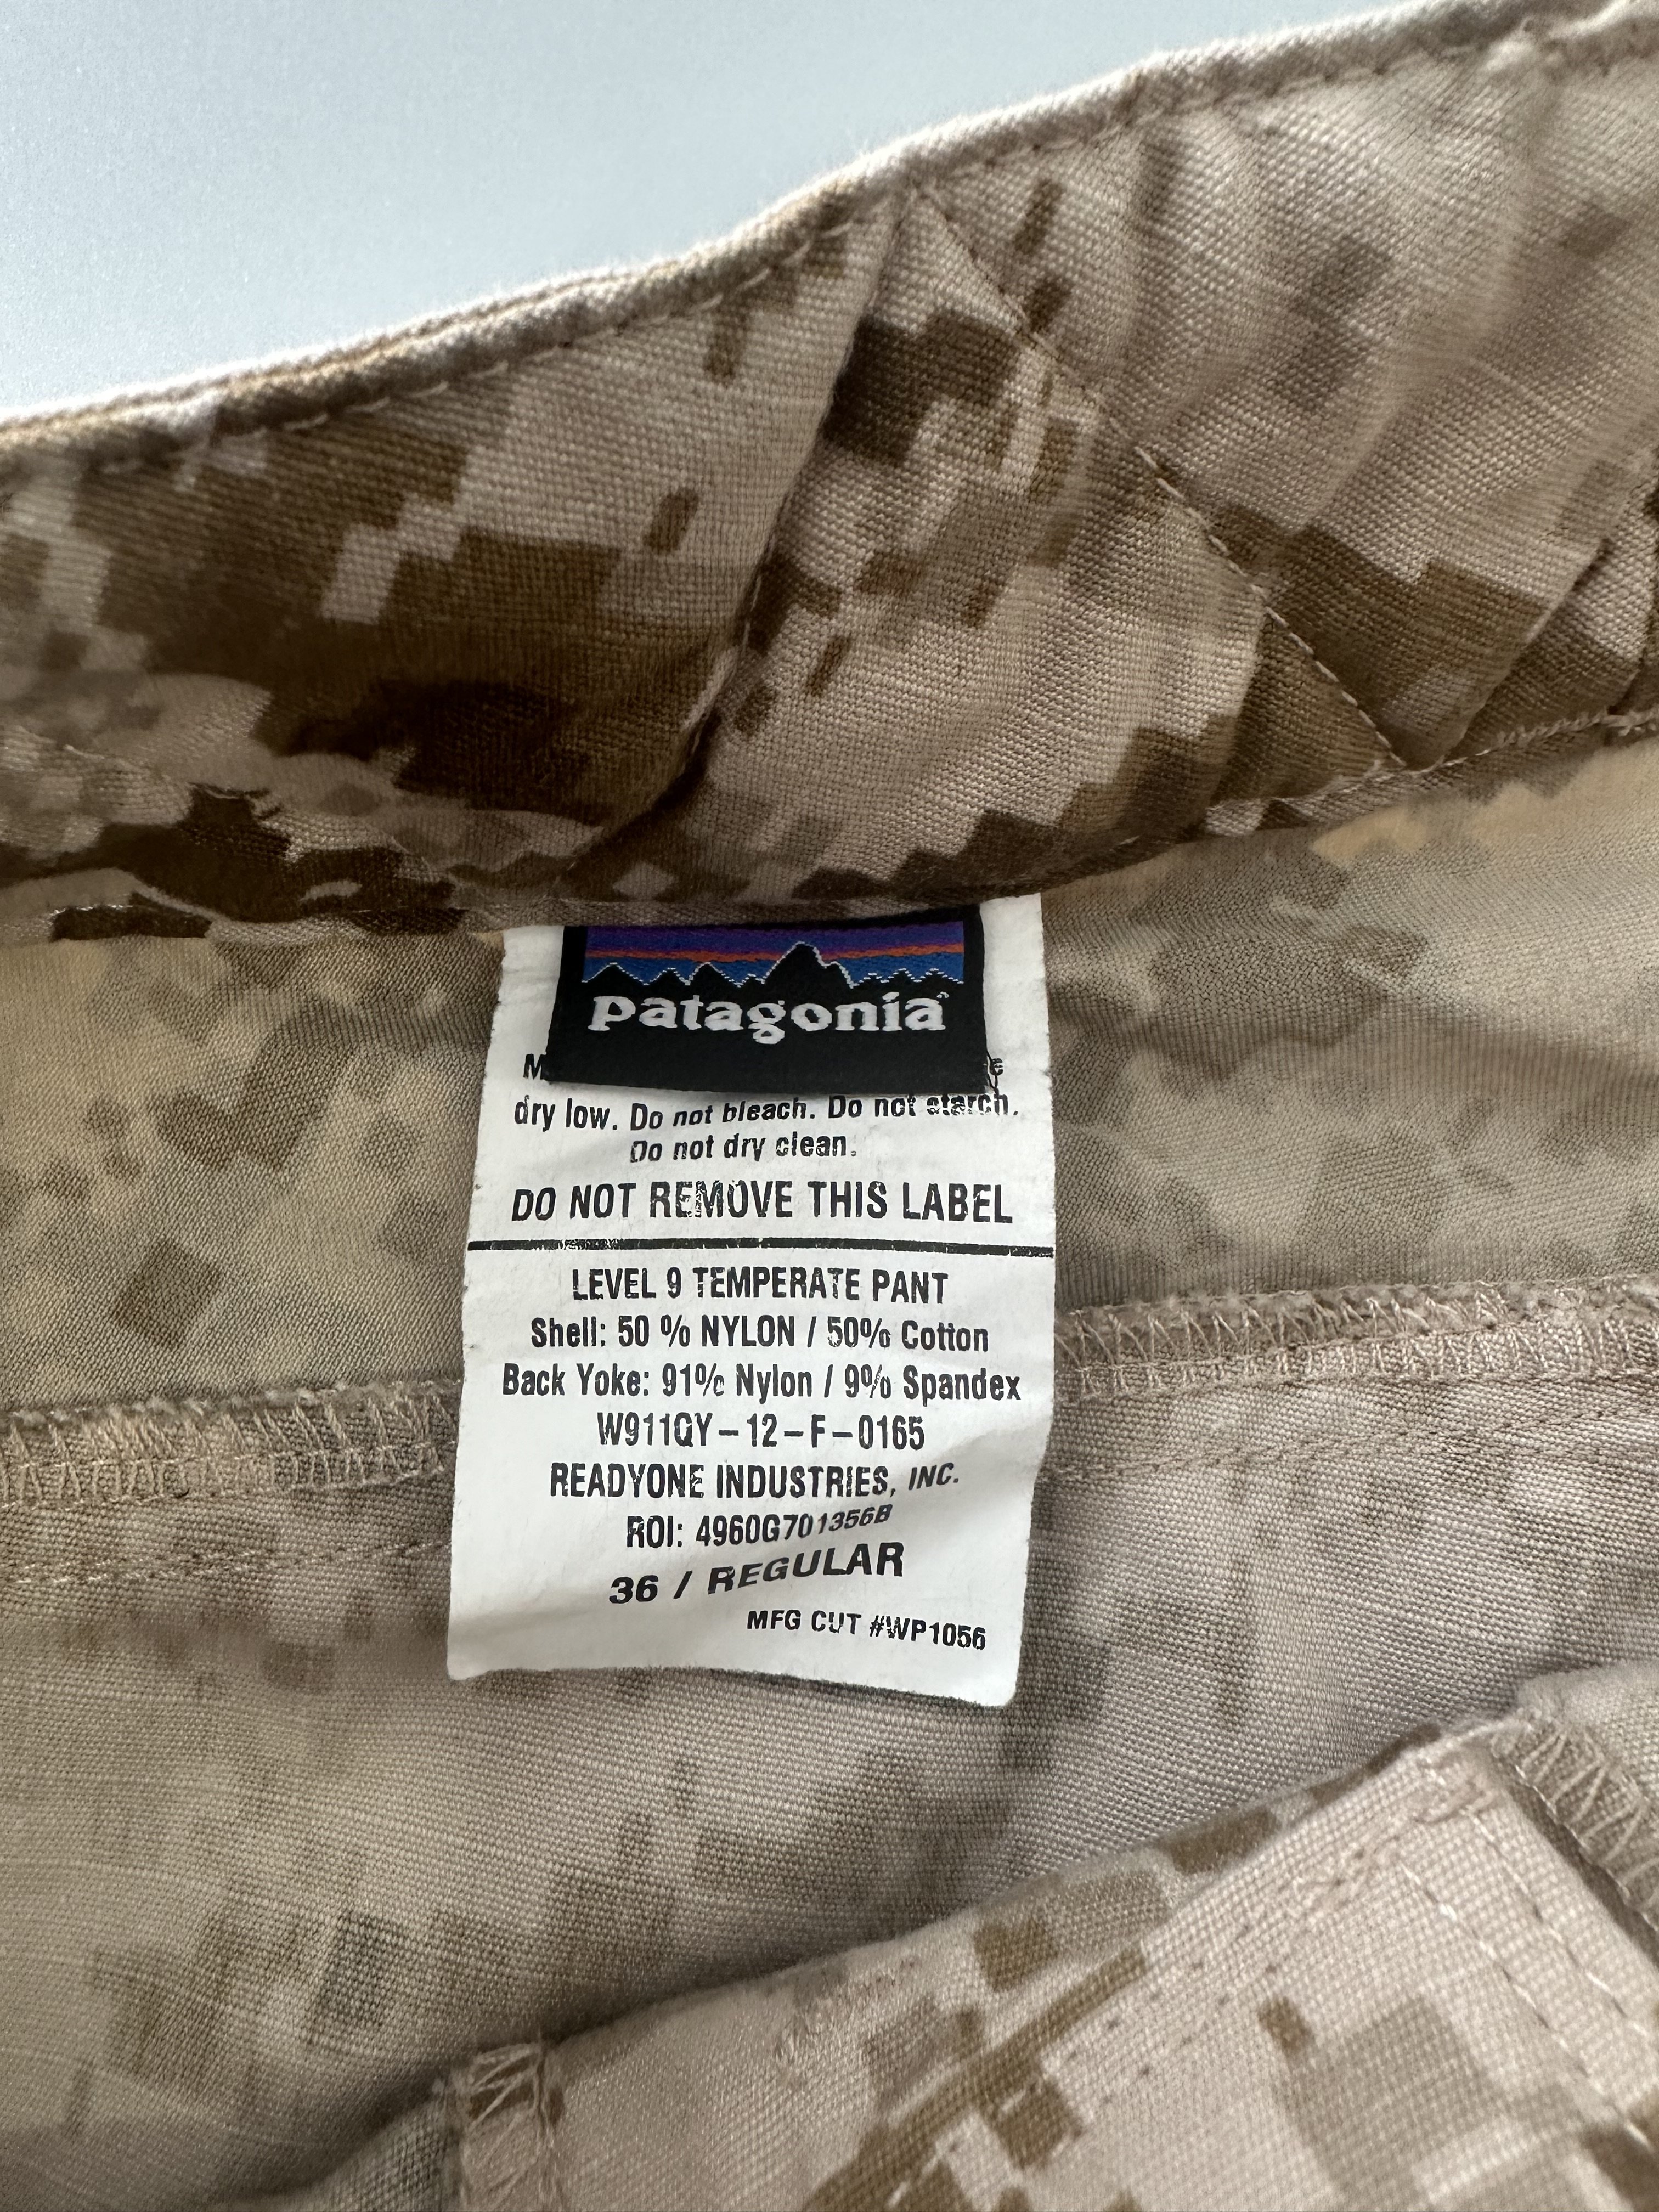 patagonia
dry low. Do not bleach. Do not starch.
Do not dry clean.
DO NOT REMOVE THIS LABEL
LEVEL 9 TEMPERATE PANT
Shell: 50 % NYLON / 50% Cotton
Back Yoke: 91% Nylon / 9% Spandex
W911QY-12-F-0165
READYONE INDUSTRIES, INC.
ROI: 4960G701356B
36 / REGULAR
MFG CUT #WP1056